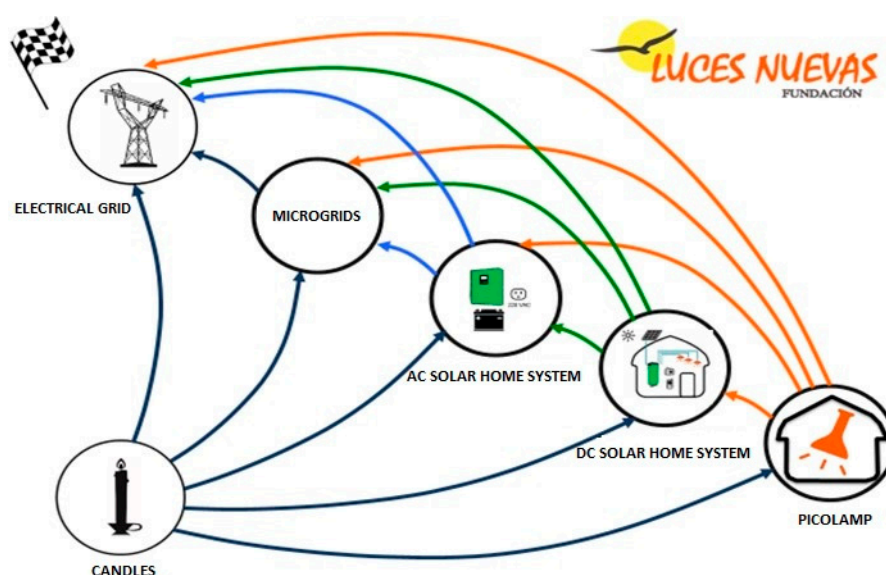 LUCES NUEVAS
FUNDACIÓN
ELECTRICAL GRID
MICROGRIDS
AC SOLAR HOME SYSTEM
DC SOLAR HOME SYSTEM
PICOLAMP
CANDLES